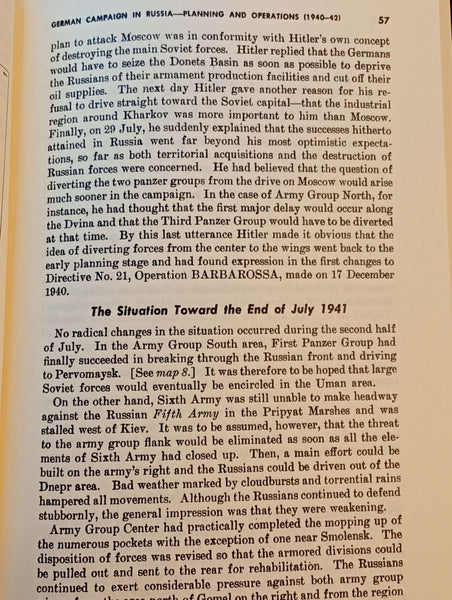 GERMAN CAMPAIGN IN RUSSIA—PLANNING AND OPERATIONS (1940-42) 57
plan to attack Moscow was in conformity with Hitler's own concept
of destroying the main Soviet forces. Hitler replied that the Germans
would have to seize the Donets Basin as soon as possible to deprive
the Russians of their armament production facilities and cut off their
oil supplies. The next day Hitler gave another reason for his re-
fusal to drive straight toward the Soviet capital—that the industrial
region around Kharkov was more important to him than Moscow.
Finally, on 29 July, he suddenly explained that the successes hitherto
attained in Russia went far beyond his most optimistic expecta-
tions, so far as both territorial acquisitions and the destruction of
Russian forces were concerned. He had believed that the question of
diverting the two panzer groups from the drive on Moscow would arise
much sooner in the campaign. In the case of Army Group North, for
instance, he had thought that the first major delay would occur along
the Dvina and that the Third Panzer Group would have to be diverted
at that time. By this last utterance Hitler made it obvious that the
idea of diverting forces from the center to the wings went back to the
early planning stage and had found expression in the first changes to
Directive No. 21, Operation BARBAROSSA, made on 17 December
1940.
The Situation Toward the End of July 1941
No radical changes in the situation occurred during the second half
of July. In the Army Group South area, First Panzer Group had
finally succeeded in breaking through the Russian front and driving
to Pervomaysk. [See map 8.] It was therefore to be hoped that large
Soviet forces would eventually be encircled in the Uman area.
On the other hand, Sixth Army was still unable to make headway
against the Russian Fifth Army in the Pripyat Marshes and was
stalled west of Kiev. It was to be assumed, however, that the threat
to the army group flank would be eliminated as soon as all the ele-
ments of Sixth Army had closed up. Then, a main effort could be
built on the army's right and the Russians could be driven out of the
Dnepr area. Bad weather marked by cloudbursts and torrential rains
hampered all movements. Although the Russians continued to defend
stubbornly, the general impression was that they were weakening.
Army Group Center had practically completed the mopping up of
the numerous pockets with the exception of one near Smolensk. The
disposition of forces was revised so that the armored divisions could
be pulled out and sent to the rear for rehabilitation. The Russians
continued to exert considerable pressure against both army group
north of Gomel on the right and from the region